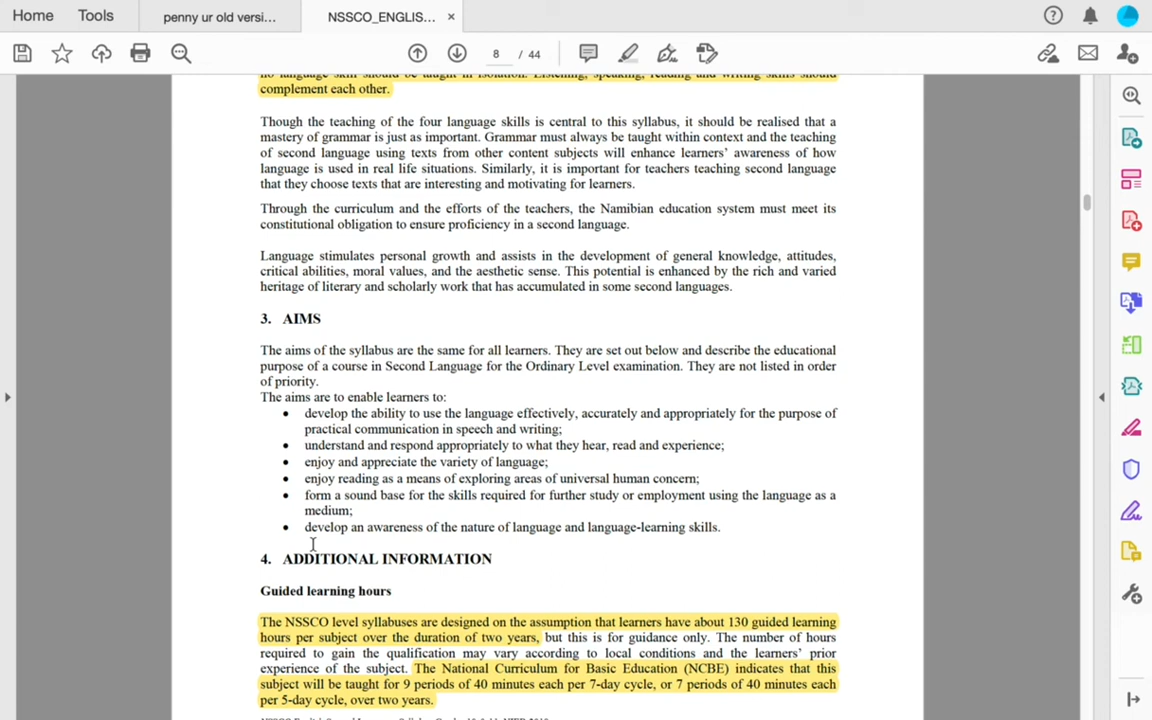 Home Tools penny ur old versi... NSSCO_ENGLIS... ×
8 / 44
no language skill should be taught in isolation. Listening, speaking, reading and writing skills should
complement each other.
Though the teaching of the four language skills is central to this syllabus, it should be realised that a
mastery of grammar is just as important. Grammar must always be taught within context and the teaching
of second language using texts from other content subjects will enhance learners’ awareness of how
language is used in real life situations. Similarly, it is important for teachers teaching second language
that they choose texts that are interesting and motivating for learners.
Through the curriculum and the efforts of the teachers, the Namibian education system must meet its
constitutional obligation to ensure proficiency in a second language.
Language stimulates personal growth and assists in the development of general knowledge, attitudes,
critical abilities, moral values, and the aesthetic sense. This potential is enhanced by the rich and varied
heritage of literary and scholarly work that has accumulated in some second languages.
3. AIMS
The aims of the syllabus are the same for all learners. They are set out below and describe the educational
purpose of a course in Second Language for the Ordinary Level examination. They are not listed in order
of priority.
The aims are to enable learners to:
• develop the ability to use the language effectively, accurately and appropriately for the purpose of
practical communication in speech and writing;
• understand and respond appropriately to what they hear, read and experience;
• enjoy and appreciate the variety of language;
• enjoy reading as a means of exploring areas of universal human concern;
• form a sound base for the skills required for further study or employment using the language as a
medium;
• develop an awareness of the nature of language and language-learning skills.
4. ADDITIONAL INFORMATION
Guided learning hours
The NSSCO level syllabuses are designed on the assumption that learners have about 130 guided learning
hours per subject over the duration of two years, but this is for guidance only. The number of hours
required to gain the qualification may vary according to local conditions and the learners’ prior
experience of the subject. The National Curriculum for Basic Education (NCBE) indicates that this
subject will be taught for 9 periods of 40 minutes each per 7-day cycle, or 7 periods of 40 minutes each
per 5-day cycle, over two years.